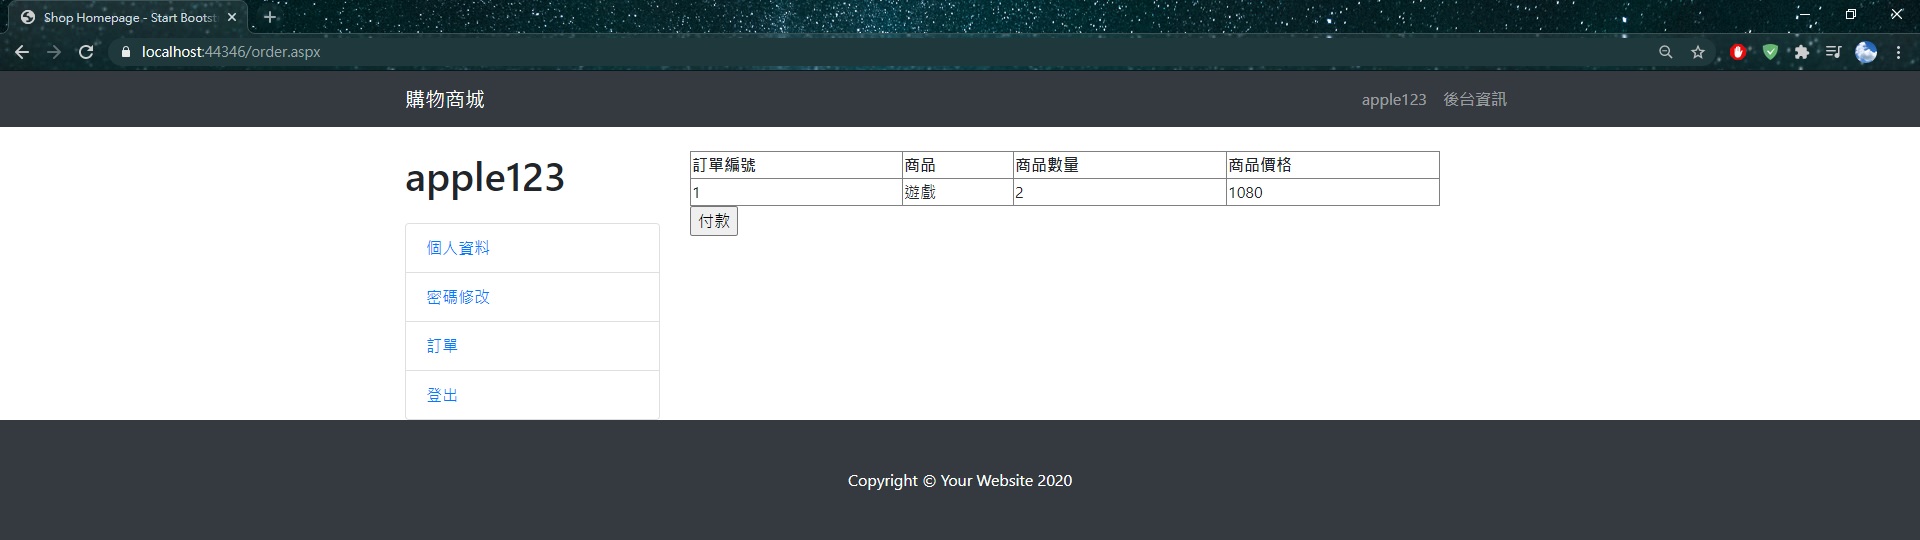 Shop Homepage - Start Bootst
localhost:44346/order.aspx
購物商城
apple123 後台資訊
apple123
個人資料
密碼修改
訂單
登出
訂單編號 商品 商品數量 商品價格
1 遊戲 2 1080
付款
Copyright © Your Website 2020